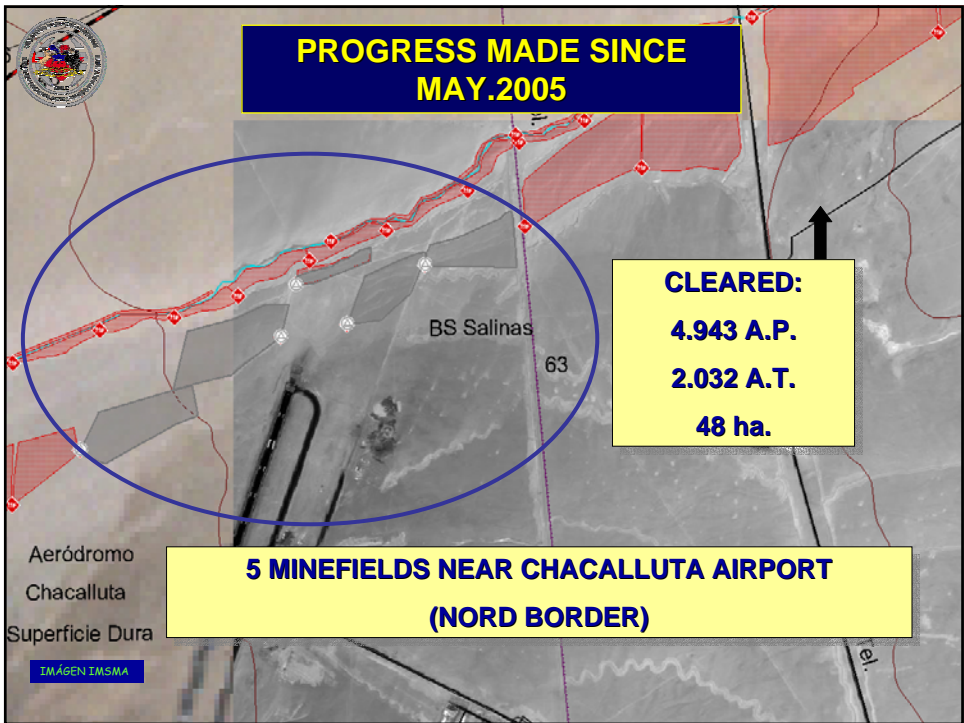 PROGRESS MADE SINCE
MAY.2005
CLEARED:
4.943 A.P.
2.032 A.T.
48 ha.
BS Salinas
63
Aeródromo
Chacalluta
Superficie Dura
5 MINEFIELDS NEAR CHACALLUTA AIRPORT
(NORD BORDER)
Tel.
IMÁGEN IMSMA